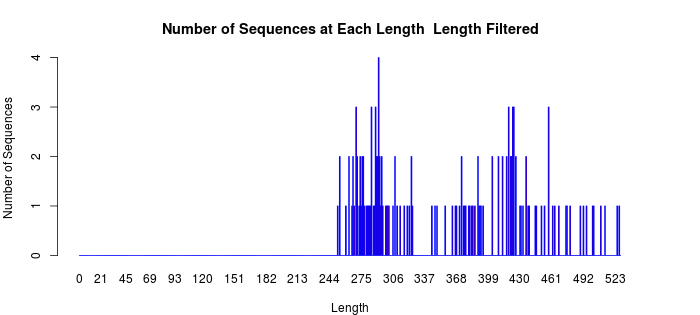 Number of Sequences at Each Length  Length Filtered
Number of Sequences
4
3
2
1
0
0 21 45 69 93 120 151 182 213 244 275 306 337 368 399 430 461 492 523
Length